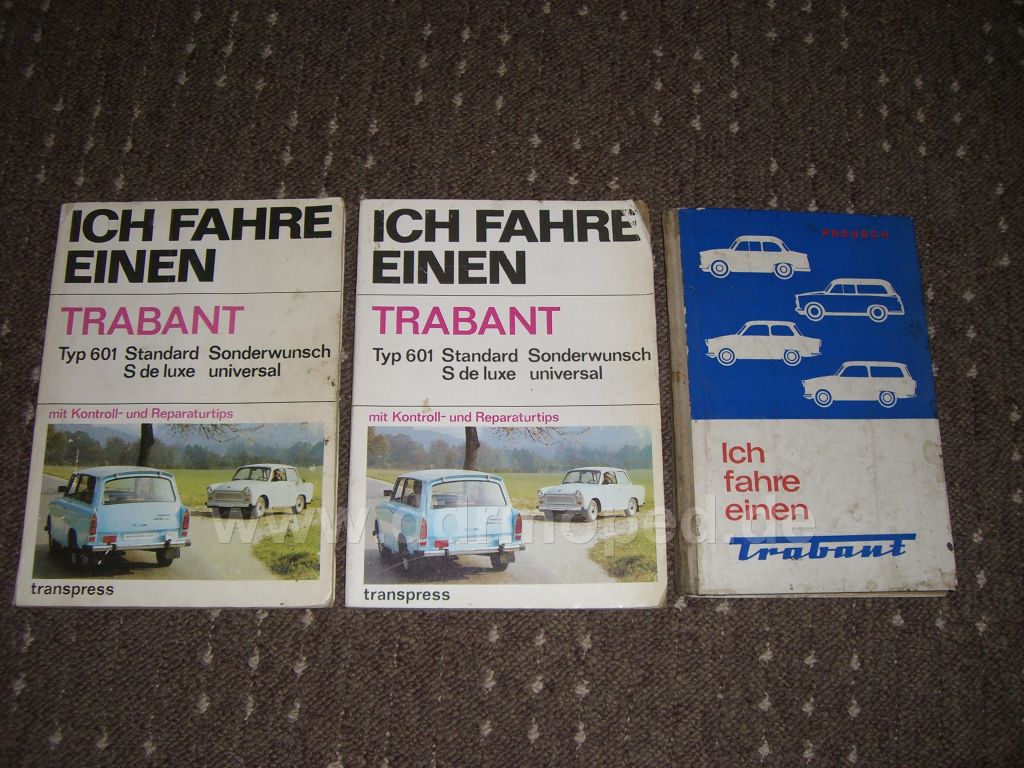 ICH FAHRE
EINEN
TRABANT
Typ 601 Standard Sonderwunsch
S de luxe universal
mit Kontroll- und Reparaturtips
transpress
ICH FAHRE
EINEN
TRABANT
Typ 601 Standard Sonderwunsch
S de luxe universal
mit Kontroll- und Reparaturtips
transpress
PREUSCH
Ich
fahre
einen
Trabant
www.ddrmoped.de